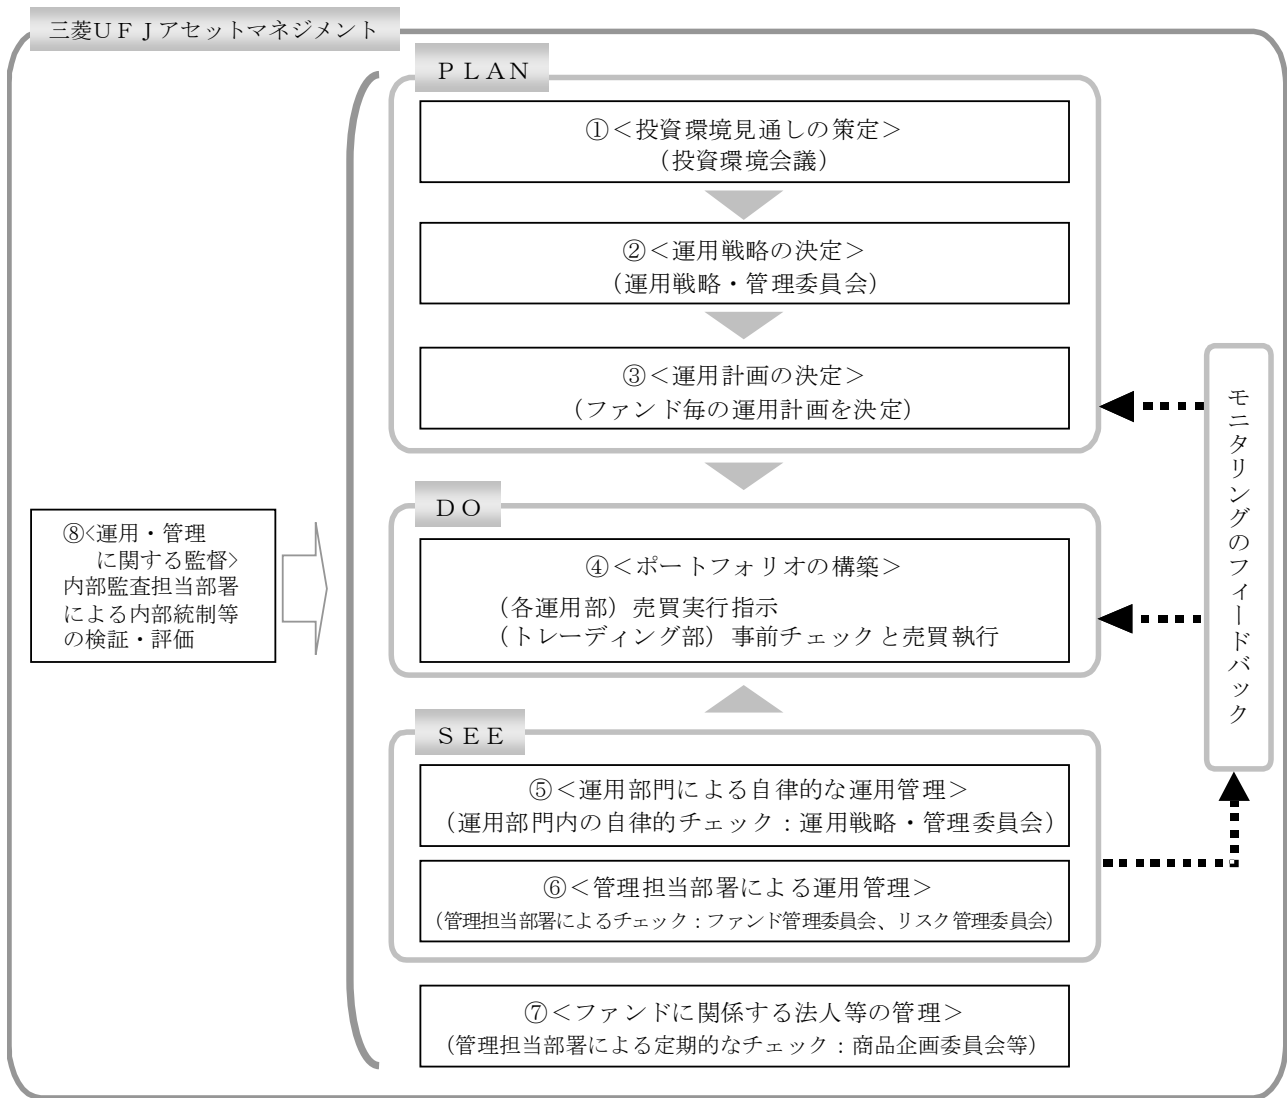 三菱ＵＦＪアセットマネジメント
ＰＬＡＮ
①＜投資環境見通しの策定＞
（投資環境会議）
②＜運用戦略の決定＞
（運用戦略・管理委員会）
③＜運用計画の決定＞
（ファンド毎の運用計画を決定）
ＤＯ
④＜ポートフォリオの構築＞
（各運用部）売買実行指示
（トレーディング部）事前チェックと売買執行
ＳＥＥ
⑤＜運用部門による自律的な運用管理＞
（運用部門内の自律的チェック：運用戦略・管理委員会）
⑥＜管理担当部署による運用管理＞
（管理担当部署によるチェック：ファンド管理委員会、リスク管理委員会）
⑦＜ファンドに関係する法人等の管理＞
（管理担当部署による定期的なチェック：商品企画委員会等）
⑧<運用・管理
に関する監督>
内部監査担当部署
による内部統制等
の検証・評価
モニタリングのフィードバック